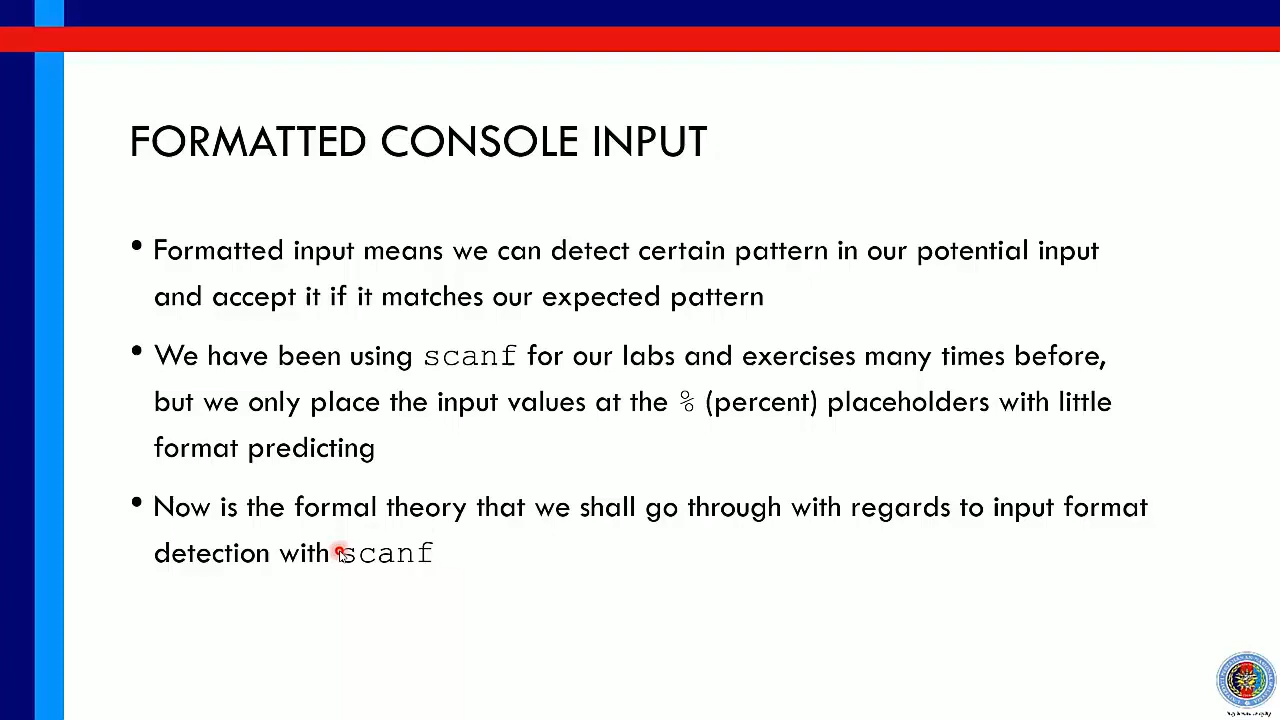 FORMATTED CONSOLE INPUT
• Formatted input means we can detect certain pattern in our potential input
and accept it if it matches our expected pattern
• We have been using scanf for our labs and exercises many times before,
but we only place the input values at the % (percent) placeholders with little
format predicting
• Now is the formal theory that we shall go through with regards to input format
detection with scanf